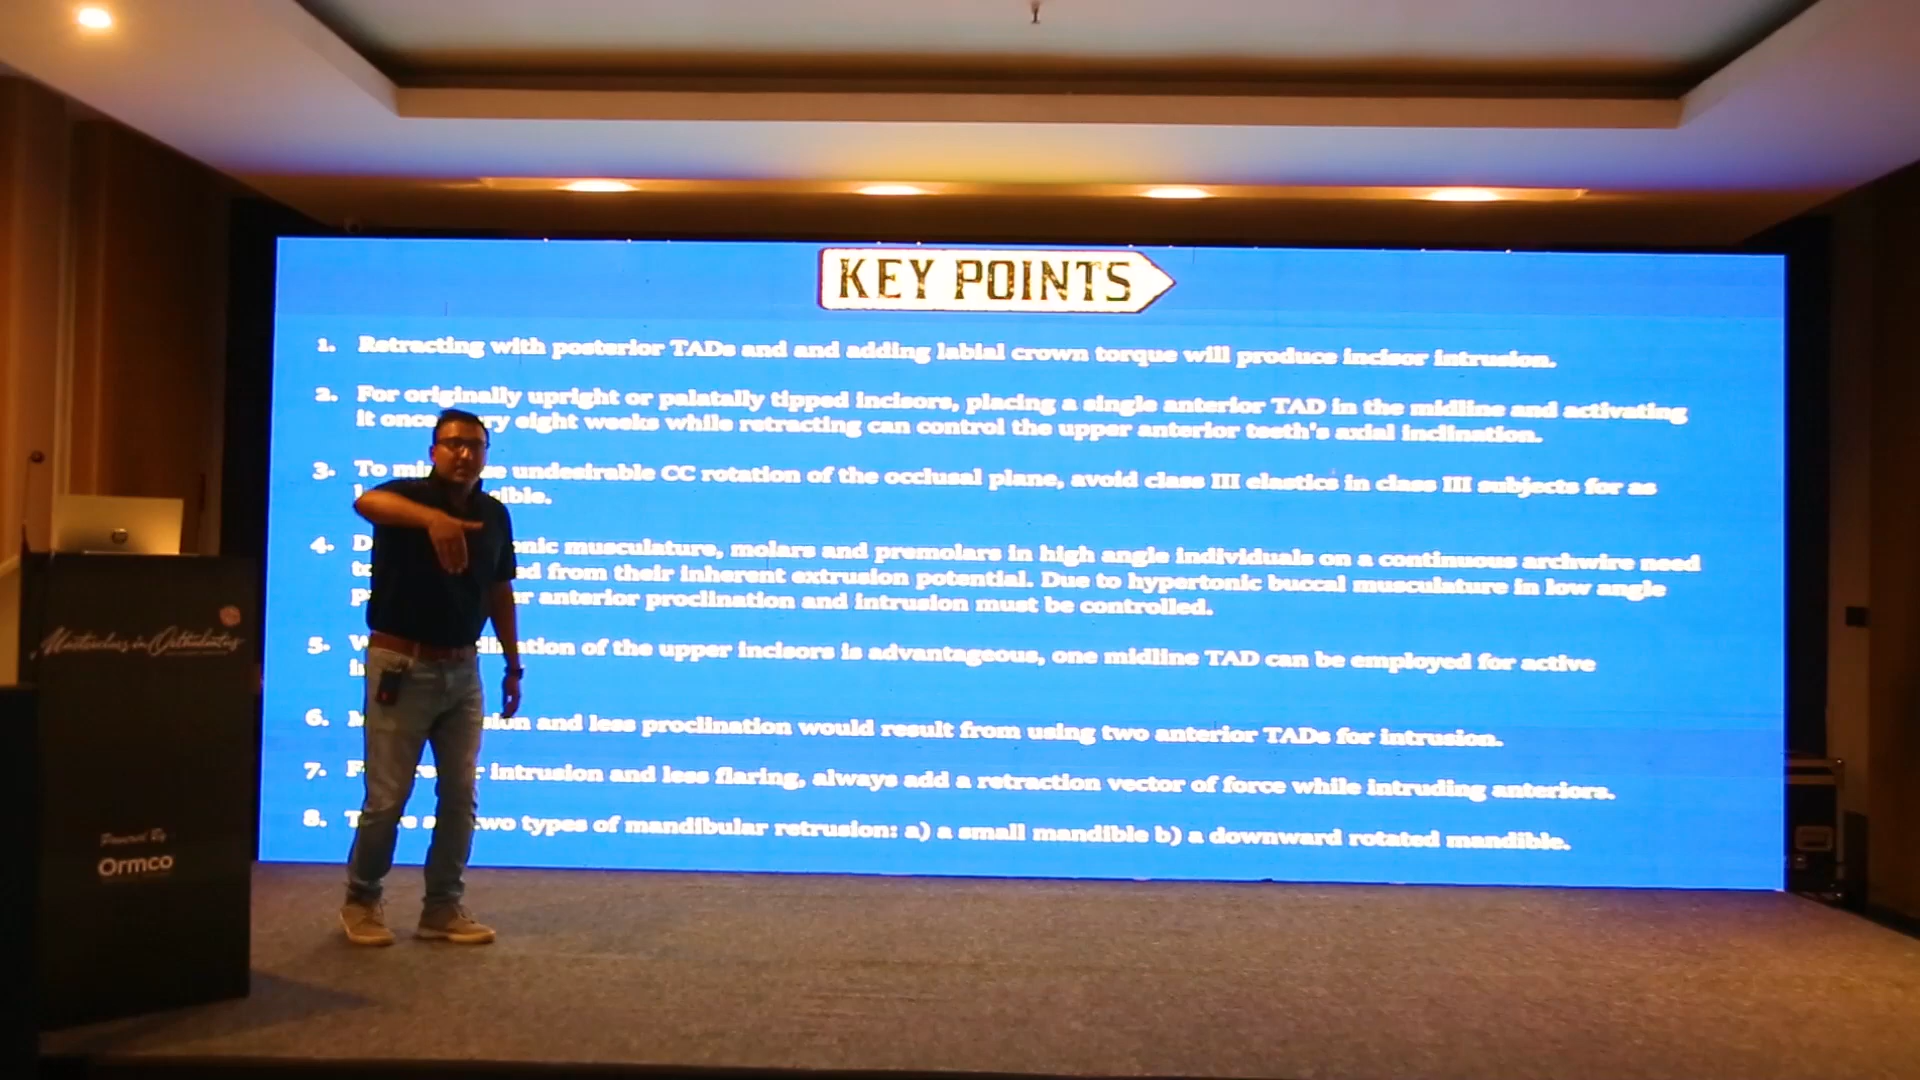 KEY POINTS
1. Retracting with posterior TADs and and adding labial crown torque will produce incisor intrusion.
2. For originally upright or palatally tipped incisors, placing a single anterior TAD in the midline and activating
it once eight weeks while retracting can control the upper anterior teeth's axial inclination.
3. To undesirable CC rotation of the occlusal plane, avoid class III elastics in class III subjects for as
4. musculature, molars and premolars in high angle individuals on a continuous archwire need
from their inherent extrusion potential. Due to hypertonic buccal musculature in low angle
anterior proclination and intrusion must be controlled.
5. of the upper incisors is advantageous, one midline TAD can be employed for active
6. and less proclination would result from using two anterior TADs for intrusion.
7. intrusion and less flaring, always add a retraction vector of force while intruding anteriors.
8. two types of mandibular retrusion: a) a small mandible b) a downward rotated mandible.
Masterclass in Orthodontics
Powered By
Ormco
hp